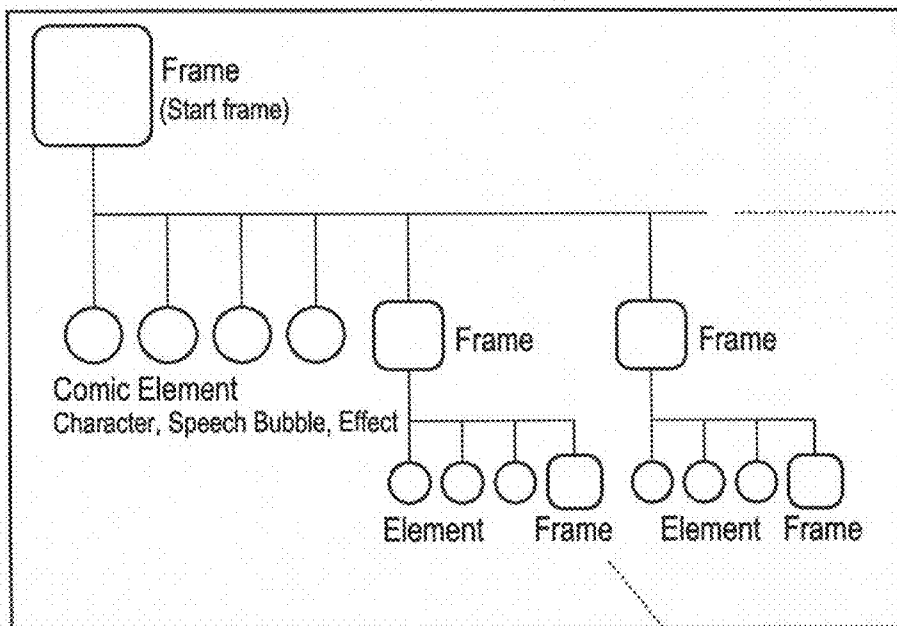 Frame
(Start frame)
Frame
Frame
Comic Element
Character, Speech Bubble, Effect
Element
Frame
Element
Frame